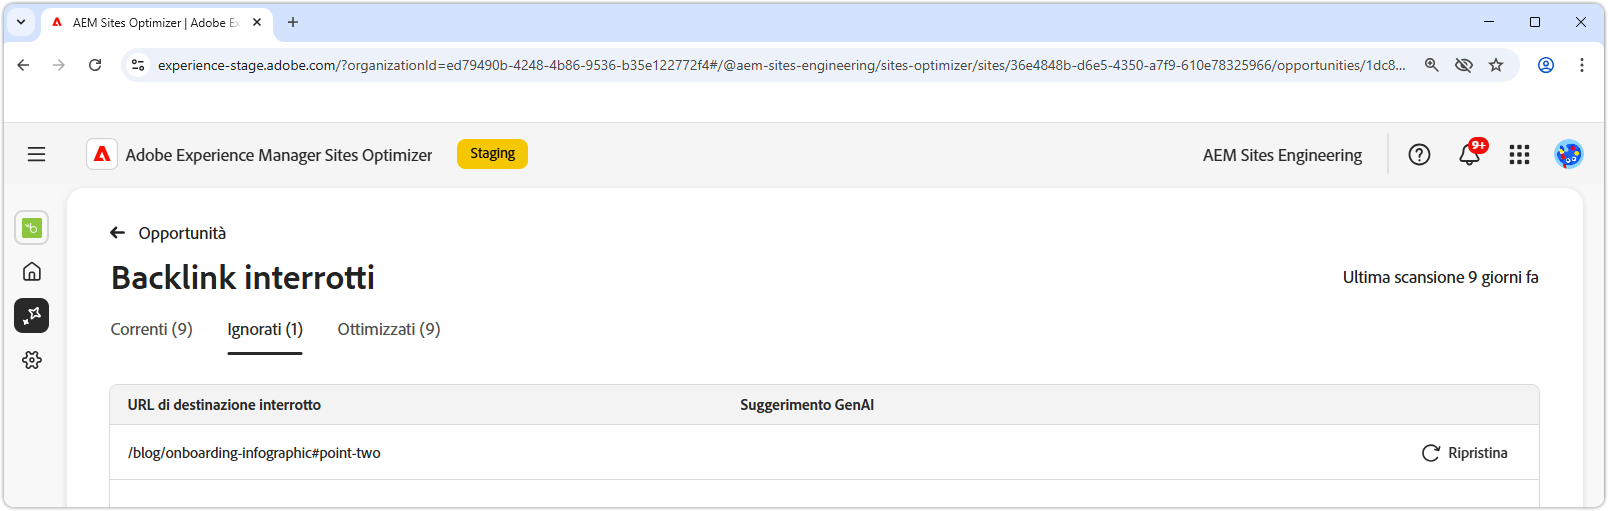 AEM Sites Optimizer | Adobe Ex
experience-stage.adobe.com/?organizationId=ed79490b-4248-4b86-9536-b35e122772f4#/@aem-sites-engineering/sites-optimizer/sites/36e4848b-d6e5-4350-a7f9-610e78325966/opportunities/1dc8...
Adobe Experience Manager Sites Optimizer
Staging
AEM Sites Engineering
9+
Opportunità
Backlink interrotti
Ultima scansione 9 giorni fa
Correnti (9)
Ignorati (1)
Ottimizzati (9)
URL di destinazione interrotto
Suggerimento GenAI
/blog/onboarding-infographic#point-two
Ripristina